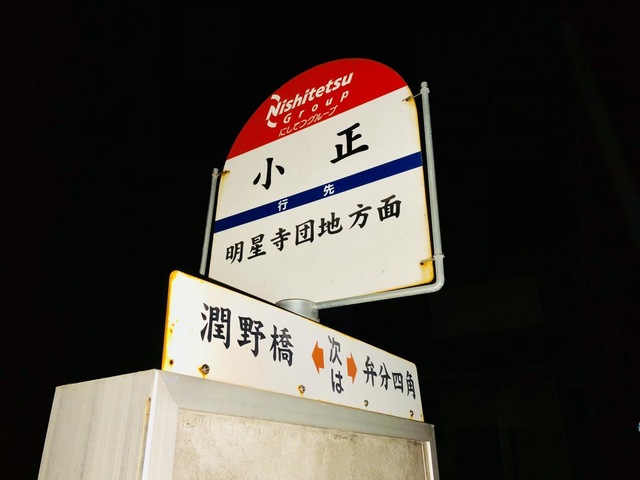 Nishitetsu
Group
にしてつグループ
小正
行先
明星寺団地方面
潤野橋 次は 弁分四角